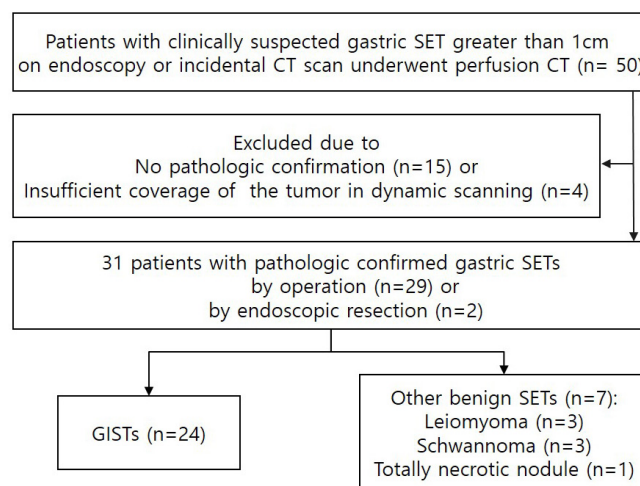 Patients with clinically suspected gastric SET greater than 1cm
on endoscopy or incidental CT scan underwent perfusion CT (n= 50)
Excluded due to
No pathologic confirmation (n=15) or
Insufficient coverage of the tumor in dynamic scanning (n=4)
31 patients with pathologic confirmed gastric SETs
by operation (n=29) or
by endoscopic resection (n=2)
GISTs (n=24)
Other benign SETs (n=7):
Leiomyoma (n=3)
Schwannoma (n=3)
Totally necrotic nodule (n=1)